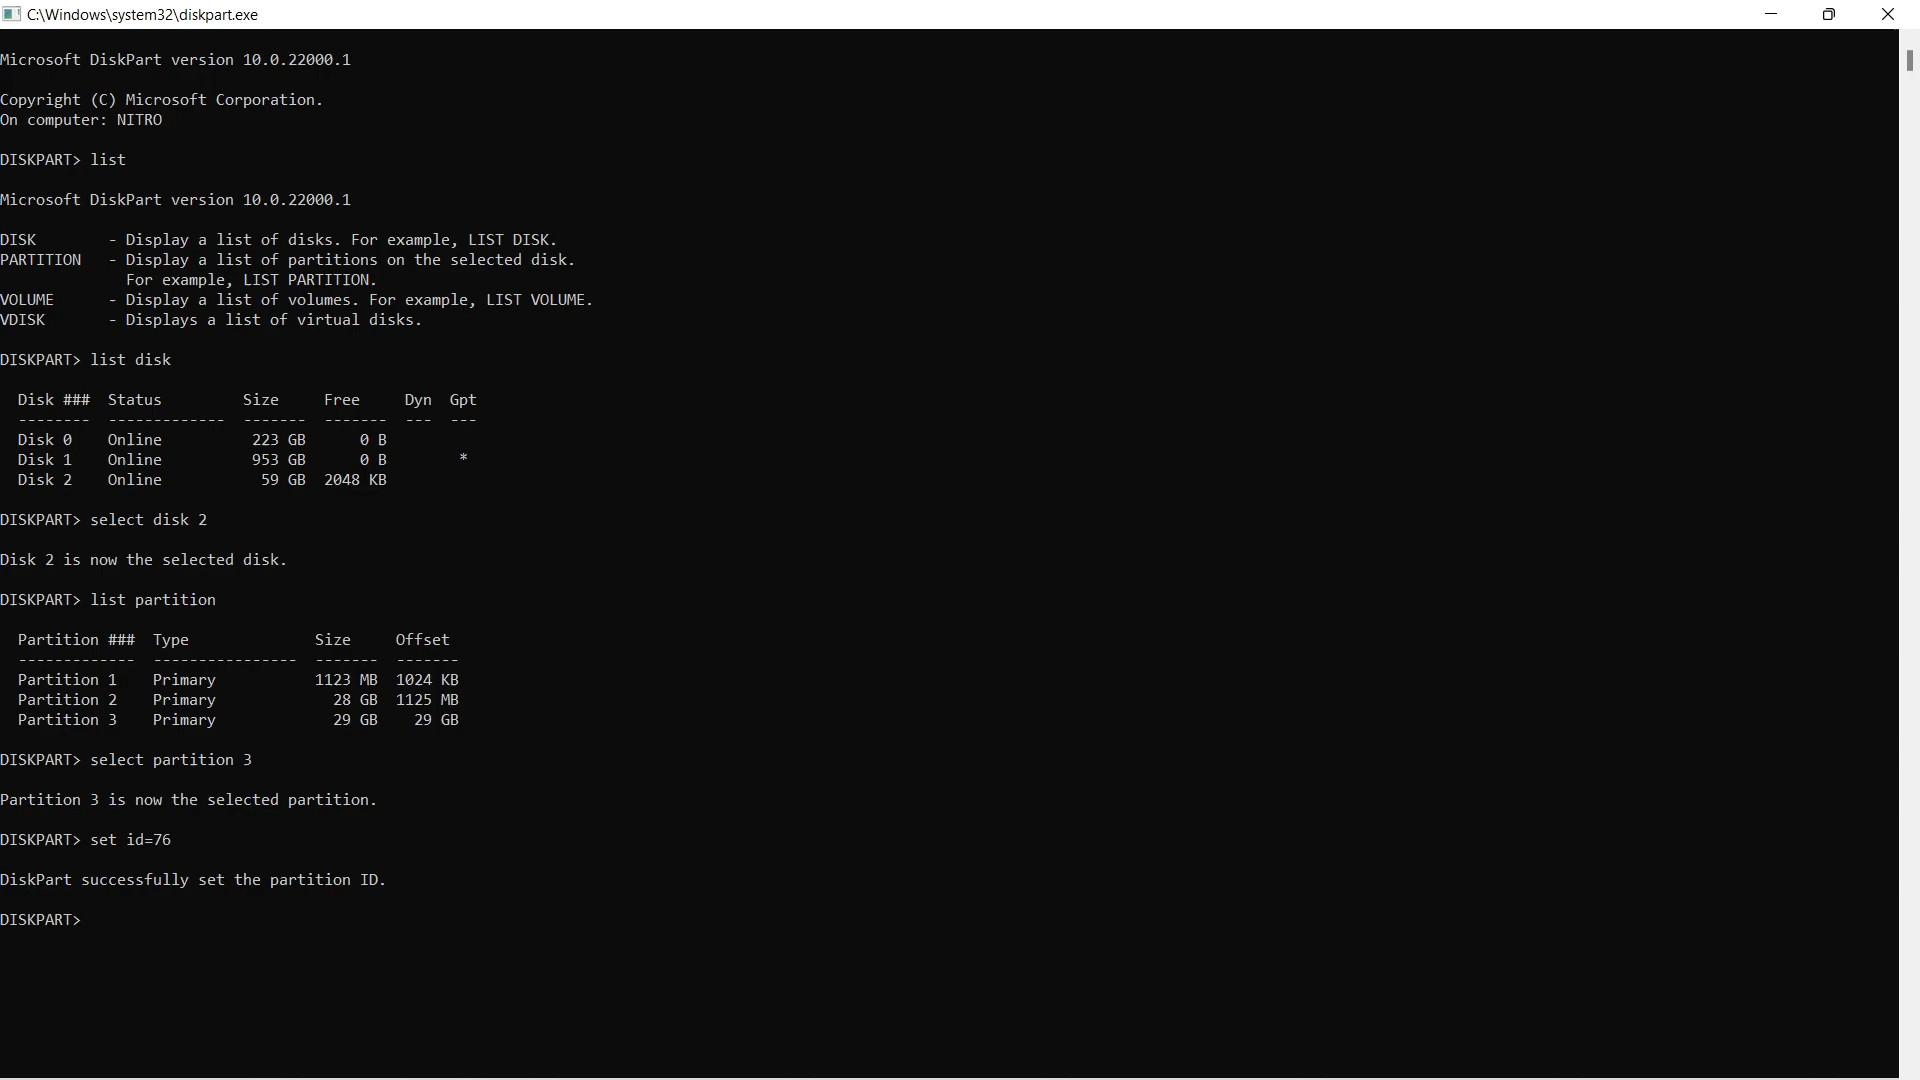 C:\Windows\system32\diskpart.exe
Microsoft DiskPart version 10.0.22000.1
Copyright (C) Microsoft Corporation.
On computer: NITRO
DISKPART> list
Microsoft DiskPart version 10.0.22000.1
DISK        - Display a list of disks. For example, LIST DISK.
PARTITION   - Display a list of partitions on the selected disk.
              For example, LIST PARTITION.
VOLUME      - Display a list of volumes. For example, LIST VOLUME.
VDISK       - Displays a list of virtual disks.
DISKPART> list disk
  Disk ###  Status         Size     Free     Dyn  Gpt
  --------  -------------  -------  -------  ---  ---
  Disk 0    Online          223 GB      0 B
  Disk 1    Online          953 GB      0 B        *
  Disk 2    Online           59 GB  2048 KB
DISKPART> select disk 2
Disk 2 is now the selected disk.
DISKPART> list partition
  Partition ###  Type              Size     Offset
  -------------  ----------------  -------  -------
  Partition 1    Primary           1123 MB  1024 KB
  Partition 2    Primary             28 GB  1125 MB
  Partition 3    Primary             29 GB    29 GB
DISKPART> select partition 3
Partition 3 is now the selected partition.
DISKPART> set id=76
DiskPart successfully set the partition ID.
DISKPART>